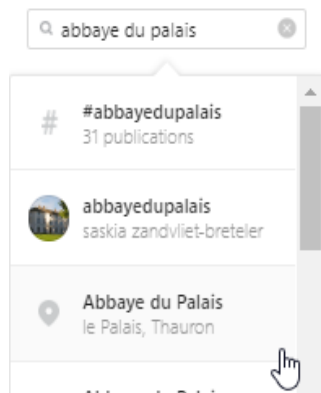 abbaye du palais
#abbayedupalais
31 publications
abbayedupalais
saskia zandvliet-breteler
Abbaye du Palais
le Palais, Thauron